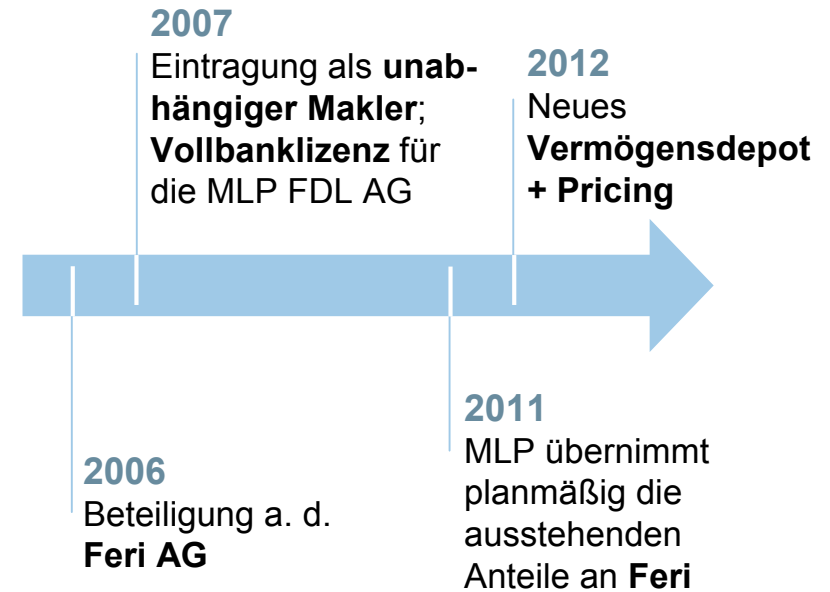 2007
Eintragung als unab-
hängiger Makler;
Vollbanklizenz für
die MLP FDL AG
2012
Neues
Vermögensdepot
+ Pricing
2006
Beteiligung a. d.
Feri AG
2011
MLP übernimmt
planmäßig die
ausstehenden
Anteile an Feri